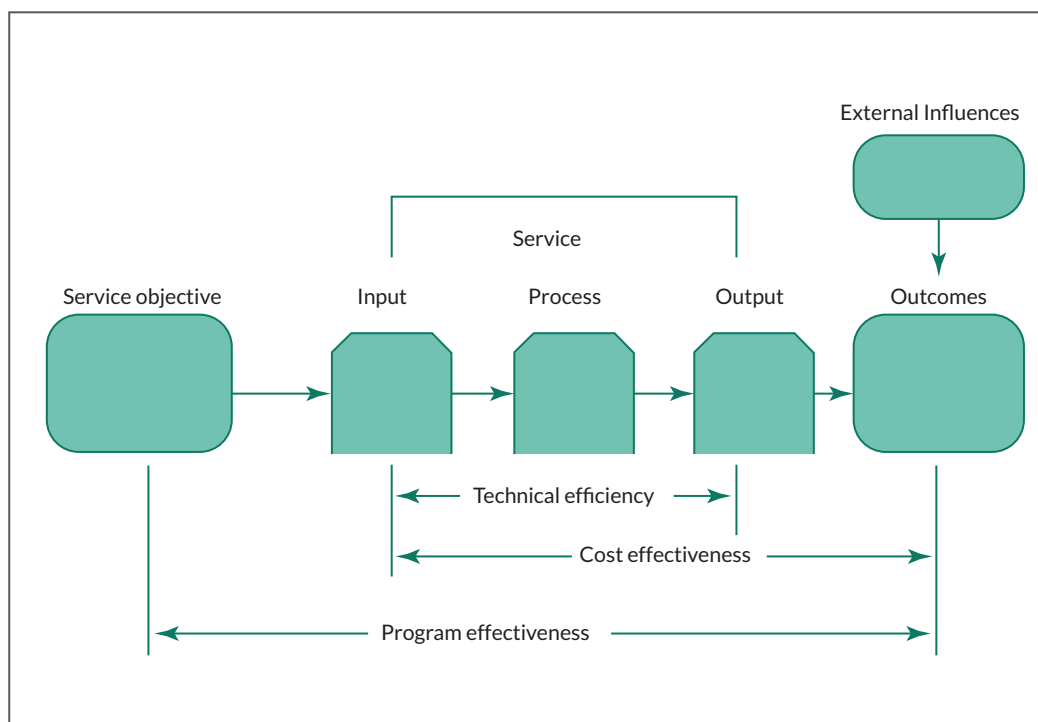 External Influences
Service
Service objective
Input
Process
Output
Outcomes
Technical efficiency
Cost effectiveness
Program effectiveness